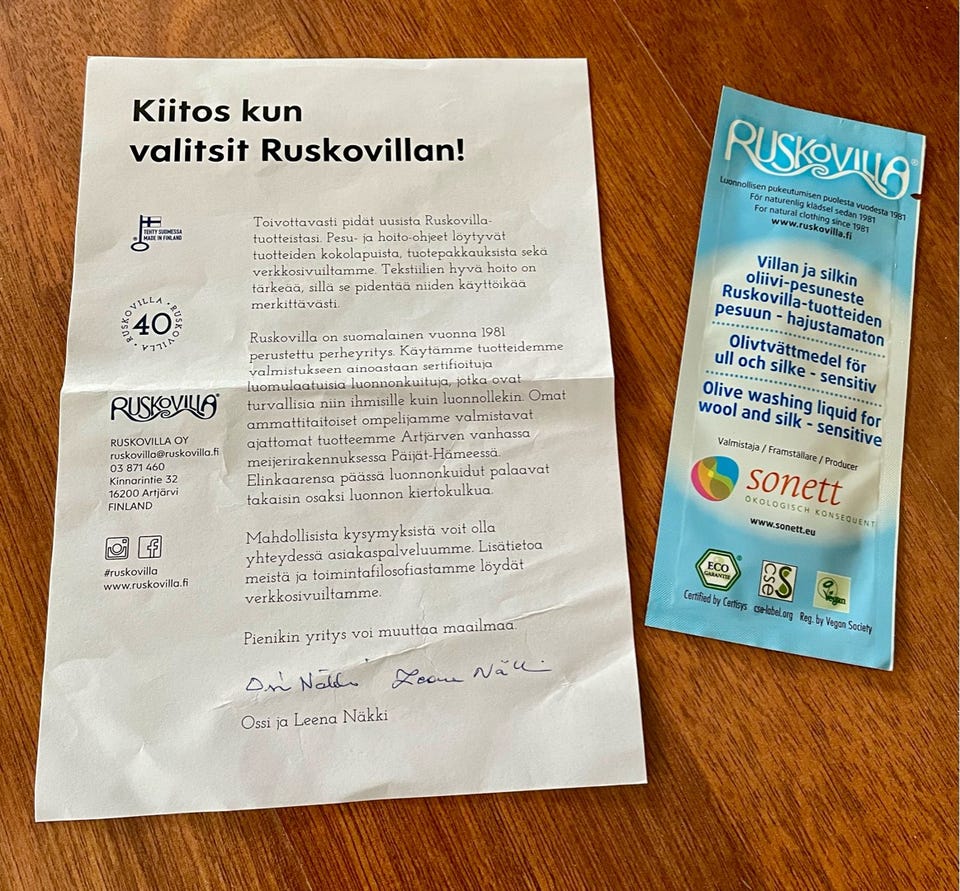 Kiitos kun
valitsit Ruskovillan!
TEHTY SUOMESSA
MADE IN FINLAND
Toivottavasti pidät uusista Ruskovilla-
tuotteistasi. Pesu- ja hoito-ohjeet löytyvät
tuotteiden kokolapuista, tuotepakkauksista sekä
verkkosivuiltamme. Tekstiilien hyvä hoito on
tärkeää, sillä se pidentää niiden käyttöikää
merkittävästi.
RUSKOVILLA · RUSKOVILLA ·
40
Ruskovilla on suomalainen vuonna 1981
perustettu perheyritys. Käytämme tuotteidemme
valmistukseen ainoastaan sertifioituja
luomulaatuisia luonnonkuituja, jotka ovat
turvallisia niin ihmisille kuin luonnollekin. Omat
ammattitaitoiset ompelijamme valmistavat
ajattomat tuotteemme Artjärven vanhassa
meijerirakennuksessa Päijät-Hämeessä.
Elinkaarensa päässä luonnonkuidut palaavat
takaisin osaksi luonnon kiertokulkua.
RUSKOVILLA®
RUSKOVILLA OY
ruskovilla@ruskovilla.fi
03 871 460
Kinnarintie 32
16200 Artjärvi
FINLAND
Mahdollisista kysymyksistä voit olla
yhteydessä asiakaspalveluumme. Lisätietoa
meistä ja toimintafilosofiastamme löydät
verkkosivuiltamme.
#ruskovilla
www.ruskovilla.fi
Pienikin yritys voi muuttaa maailmaa.
Ossi Näkki Leena Näkki
Ossi ja Leena Näkki
RUSKOVILLA®
Luonnollisen pukeutumisen puolesta vuodesta 1981
För naturenlig klädsel sedan 1981
For natural clothing since 1981
www.ruskovilla.fi
Villan ja silkin
oliivi-pesuneste
Ruskovilla-tuotteiden
pesuun - hajustamaton
Olivtvättmedel för
ull och silke - sensitiv
Olive washing liquid for
wool and silk - sensitive
Valmistaja / Framställare / Producer
sonett
ÖKOLOGISCH KONSEQUENT
www.sonett.eu
ECO
GARANTIE
®
cse
Vegan
Certified by Certisys
cse-label.org
Reg. by Vegan Society